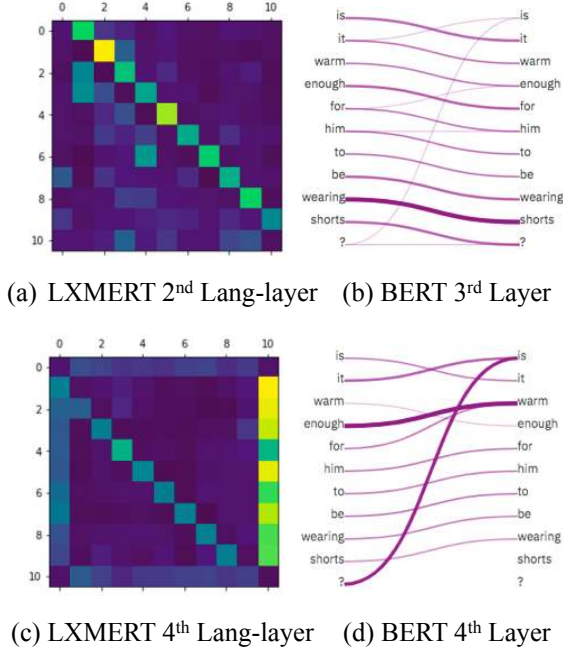 0 2 4 6 8 10
0
2
4
6
8
10
is is
it it
warm warm
enough enough
for for
him him
to to
be be
wearing wearing
shorts shorts
? ?
(a) LXMERT 2nd Lang-layer (b) BERT 3rd Layer
0 2 4 6 8 10
0
2
4
6
8
10
is is
it it
warm warm
enough enough
for for
him him
to to
be be
wearing wearing
shorts shorts
? ?
(c) LXMERT 4th Lang-layer (d) BERT 4th Layer